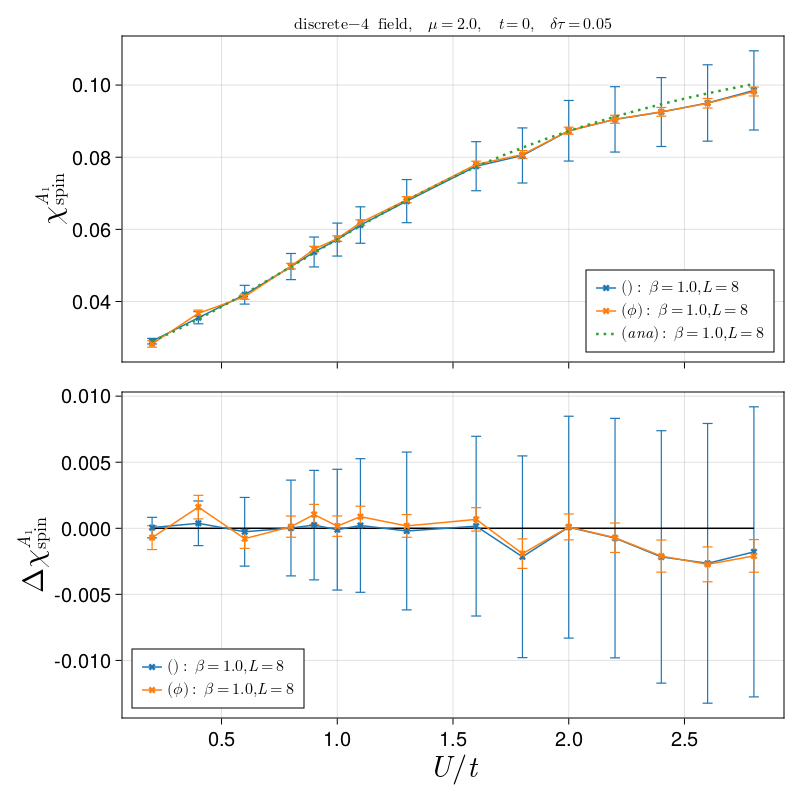 discrete−4 field, μ = 2.0, t = 0, δτ = 0.05
0.10
0.08
0.06
0.04
χ^{A_1}_{spin}
() : β = 1.0, L = 8
(ϕ) : β = 1.0, L = 8
(ana) : β = 1.0, L = 8
0.010
0.005
0.000
-0.005
-0.010
Δχ^{A_1}_{spin}
() : β = 1.0, L = 8
(ϕ) : β = 1.0, L = 8
0.5 1.0 1.5 2.0 2.5
U/t